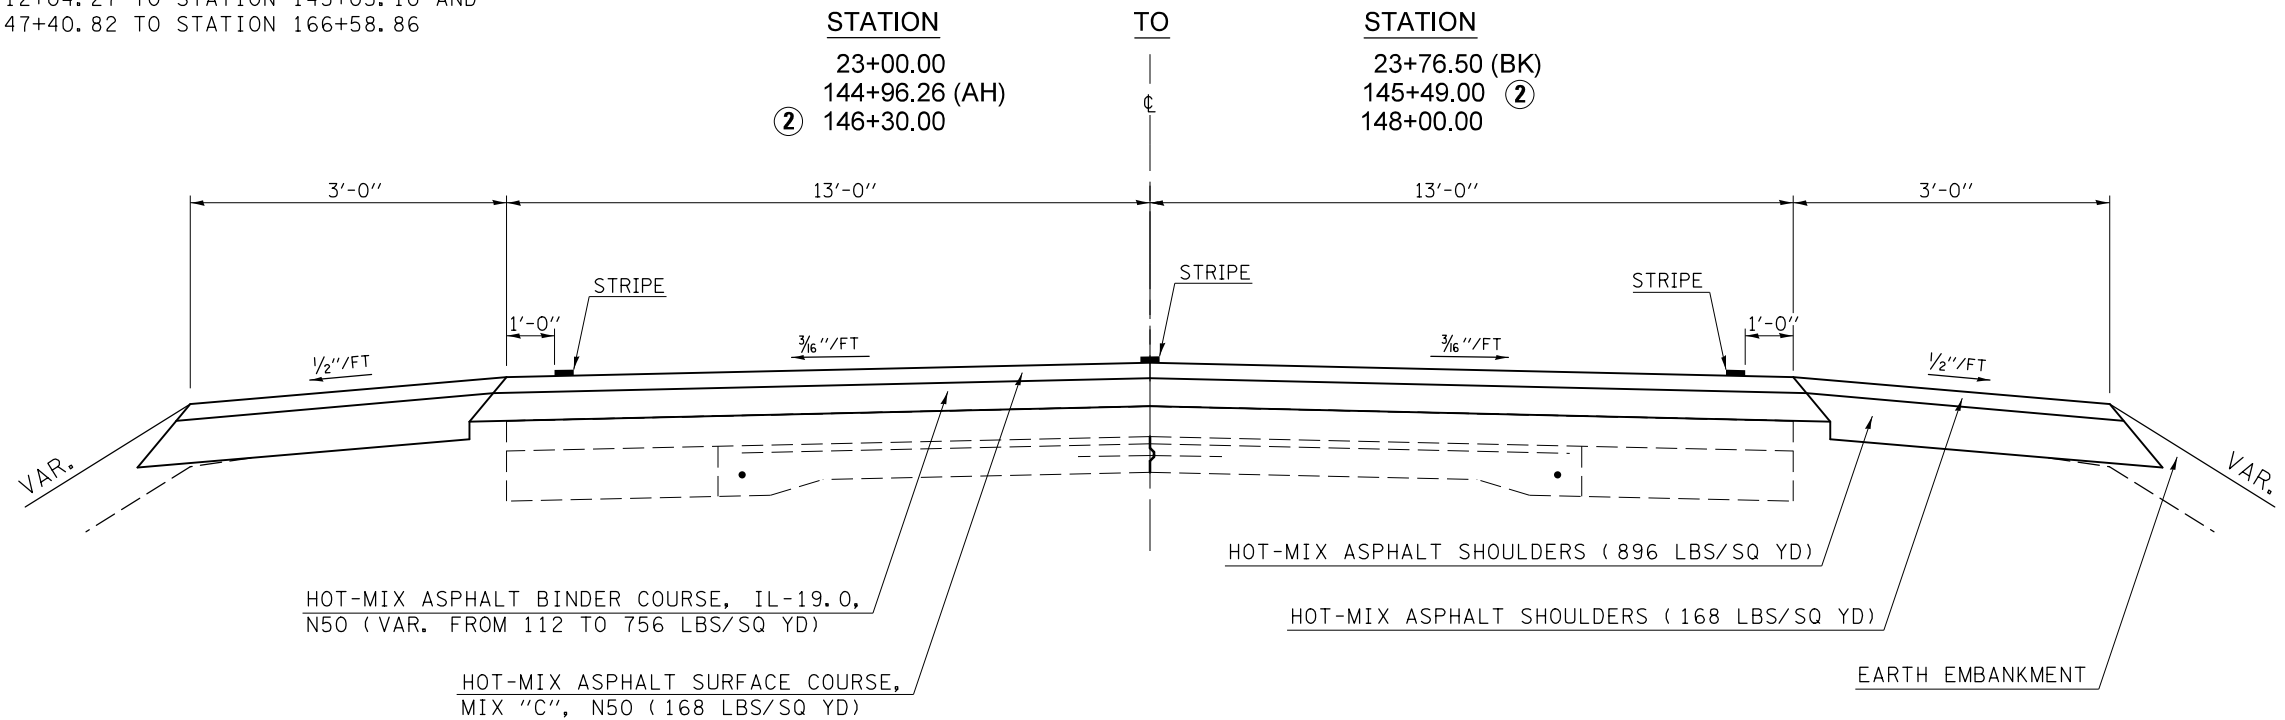 47+40.82 TO STATION 166+58.86
STATION TO STATION
23+00.00 23+76.50 (BK)
144+96.26 (AH) 145+49.00 2
2 146+30.00 148+00.00
℄
3'-0" 13'-0" 13'-0" 3'-0"
STRIPE STRIPE STRIPE
1'-0" 1'-0"
1/2"/FT 3/16"/FT 3/16"/FT 1/2"/FT
VAR. VAR.
HOT-MIX ASPHALT SHOULDERS (896 LBS/SQ YD)
HOT-MIX ASPHALT BINDER COURSE, IL-19.0,
N50 (VAR. FROM 112 TO 756 LBS/SQ YD)
HOT-MIX ASPHALT SHOULDERS (168 LBS/SQ YD)
HOT-MIX ASPHALT SURFACE COURSE,
MIX "C", N50 (168 LBS/SQ YD)
EARTH EMBANKMENT